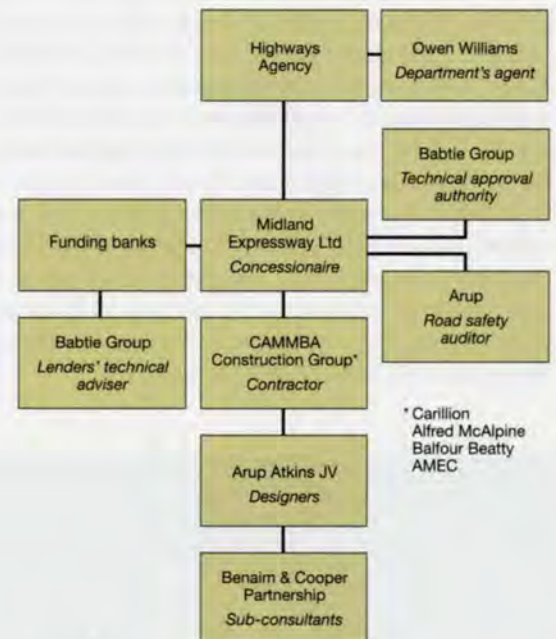 Highways
Agency
Owen Williams
Department's agent
Babtie Group
Technical approval
authority
Funding banks
Midland
Expressway Ltd
Concessionaire
Arup
Road safety
auditor
Babtie Group
Lenders' technical
adviser
CAMMBA
Construction Group*
Contractor
* Carillion
Alfred McAlpine
Balfour Beatty
AMEC
Arup Atkins JV
Designers
Benaim & Cooper
Partnership
Sub-consultants